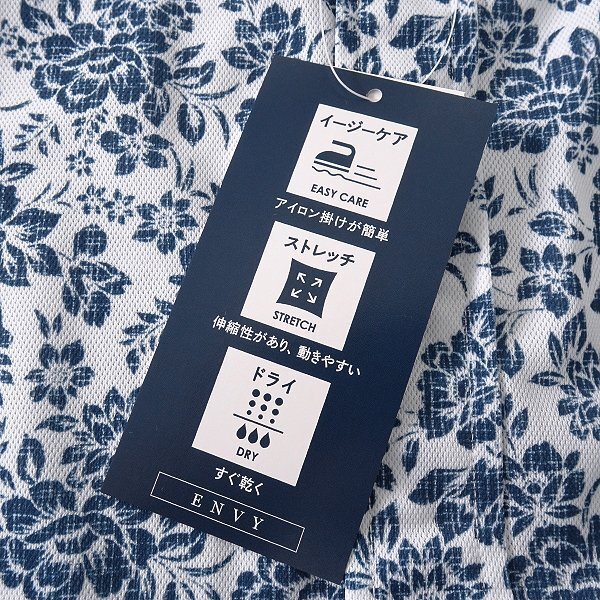 イージーケア
EASY CARE
アイロン掛けが簡単
ストレッチ
STRETCH
伸縮性があり、動きやすい
ドライ
DRY
すぐ乾く
ENVY